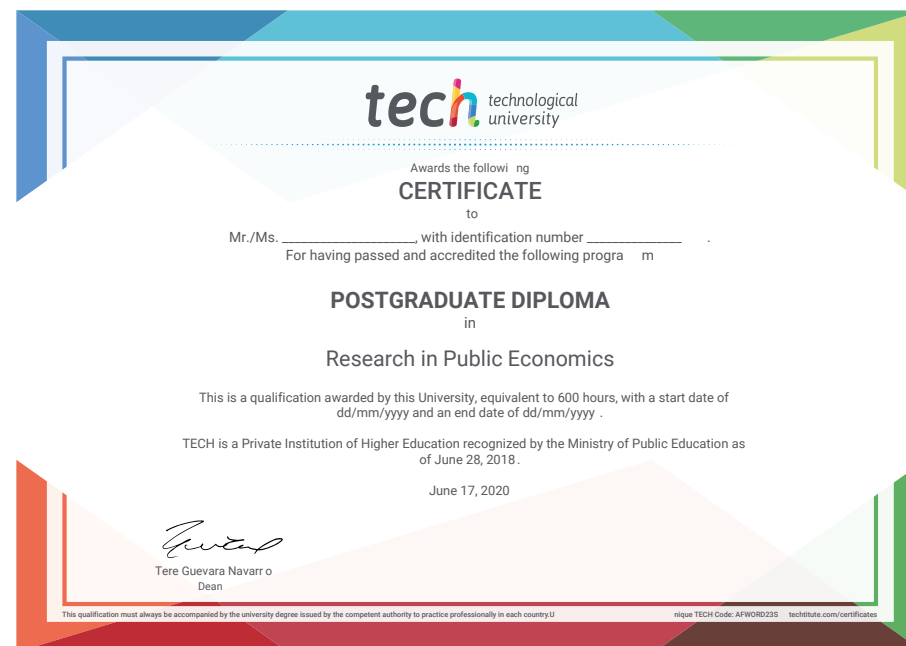 tech technological
university
Awards the followi ng
CERTIFICATE
to
Mr./Ms. ____________________, with identification number ______________ .
For having passed and accredited the following progra m
POSTGRADUATE DIPLOMA
in
Research in Public Economics
This is a qualification awarded by this University, equivalent to 600 hours, with a start date of
dd/mm/yyyy and an end date of dd/mm/yyyy .
TECH is a Private Institution of Higher Education recognized by the Ministry of Public Education as
of June 28, 2018 .
June 17, 2020
Tere Guevara Navarr o
Dean
This qualification must always be accompanied by the university degree issued by the competent authority to practice professionally in each country.U nique TECH Code: AFWORD23S techtitute.com/certificates